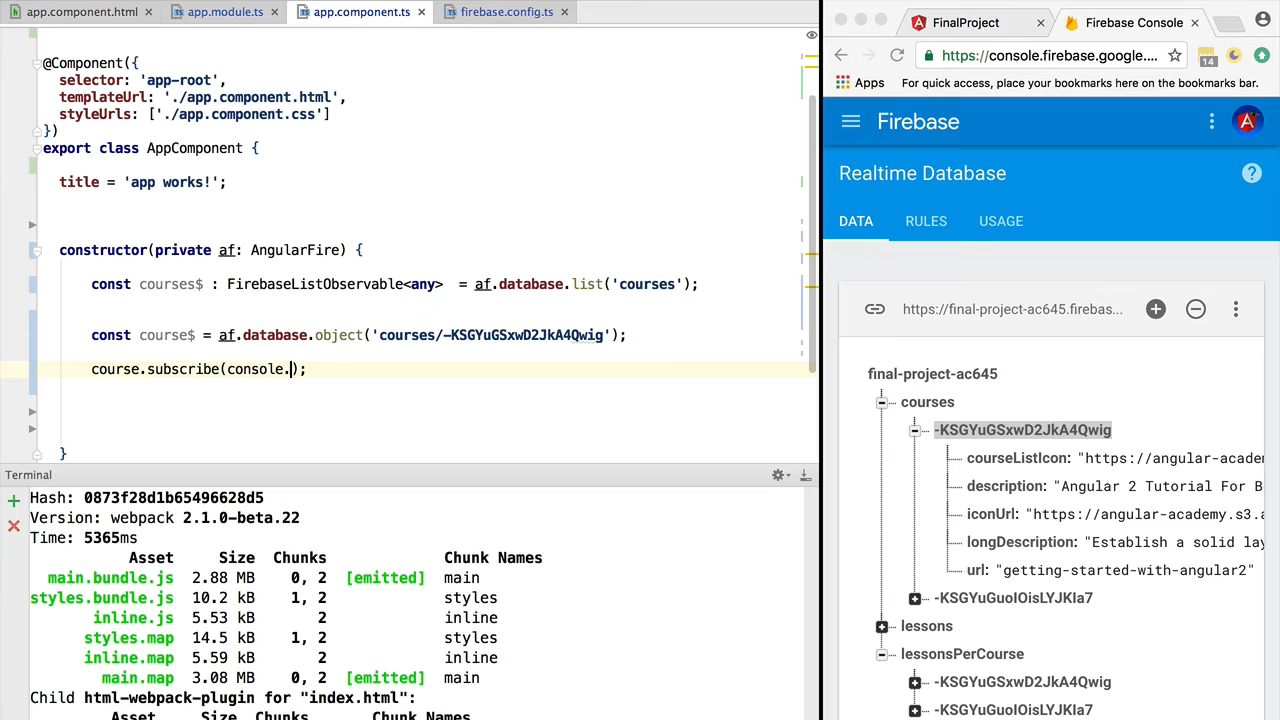 app.component.html
app.module.ts
app.component.ts
firebase.config.ts
@Component({
selector: 'app-root',
templateUrl: './app.component.html',
styleUrls: ['./app.component.css']
})
export class AppComponent {
title = 'app works!';
constructor(private af: AngularFire) {
const courses$ : FirebaseListObservable<any> = af.database.list('courses');
const course$ = af.database.object('courses/-KSGYuGSxwD2JkA4Qwig');
course.subscribe(console.);
}
Terminal
Hash: 0873f28d1b65496628d5
Version: webpack 2.1.0-beta.22
Time: 5365ms
Asset Size Chunks Chunk Names
main.bundle.js 2.88 MB 0, 2 [emitted] main
styles.bundle.js 10.2 kB 1, 2 styles
inline.js 5.53 kB 2 inline
styles.map 14.5 kB 1, 2 styles
inline.map 5.59 kB 2 inline
main.map 3.08 MB 0, 2 [emitted] main
Child html-webpack-plugin for "index.html":
Asset Size Chunks Chunk Names
FinalProject
Firebase Console
https://console.firebase.google....
14
Apps For quick access, place your bookmarks here on the bookmarks bar.
Firebase
Realtime Database
DATA RULES USAGE
https://final-project-ac645.firebas...
final-project-ac645
courses
-KSGYuGSxwD2JkA4Qwig
courseListIcon: "https://angular-acade
description: "Angular 2 Tutorial For B
iconUrl: "https://angular-academy.s3.a
longDescription: "Establish a solid lay
url: "getting-started-with-angular2"
-KSGYuGuoIOisLYJKIa7
lessons
lessonsPerCourse
-KSGYuGSxwD2JkA4Qwig
-KSGYuGuoIOisLYJKIa7